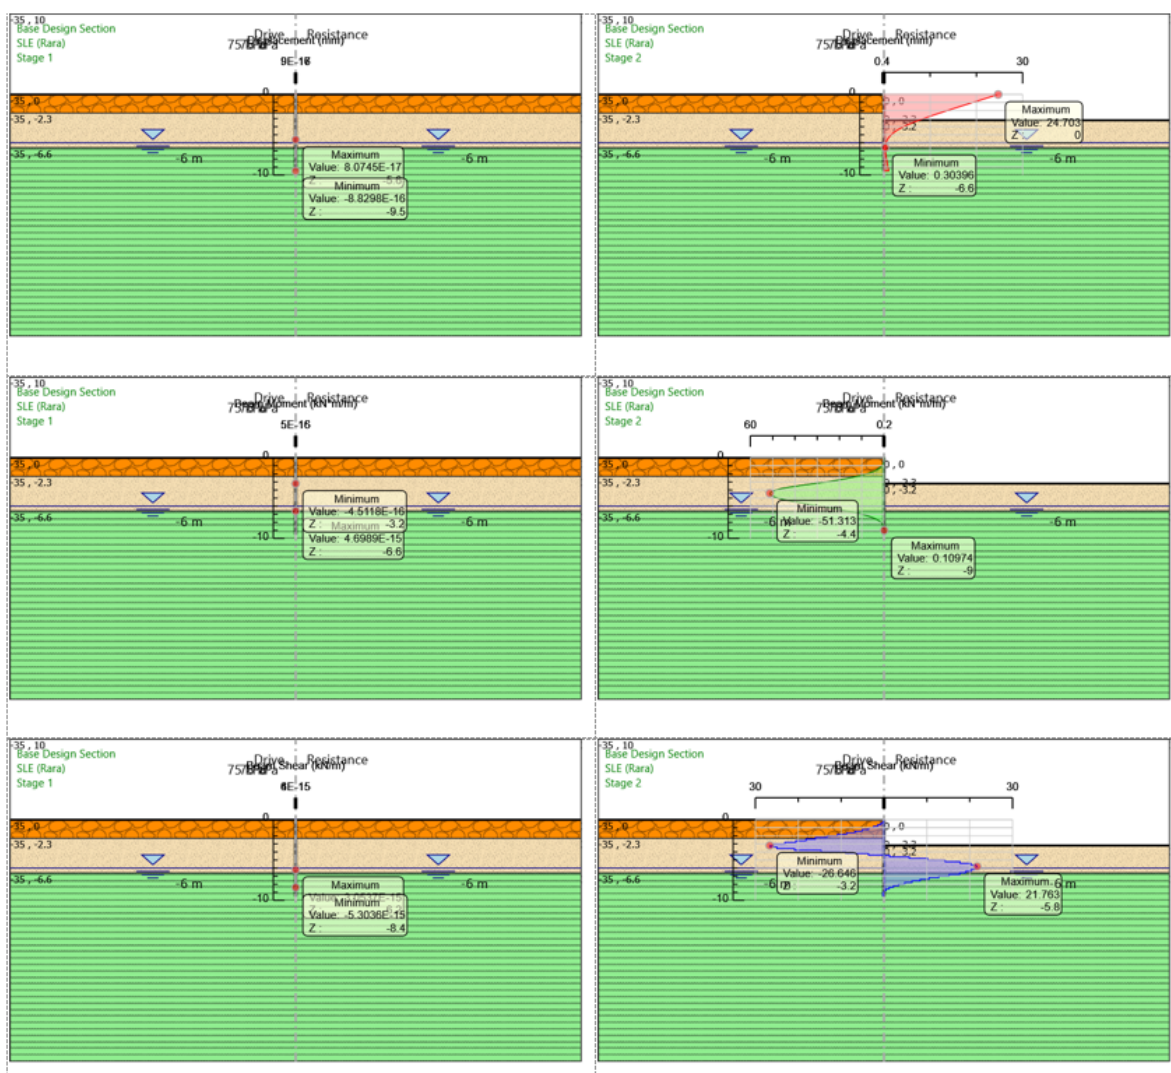 -35 , 10
Base Design Section
SLE (Rara)
Stage 1
Drive
Resistance
0
35 , 0
35 , -2.3
35 , -6.6
-6 m
-6 m
-10
Maximum
Value: 8.0745E-17
Minimum
Value: -8.8298E-16
Z : -9.5
-35 , 10
Base Design Section
SLE (Rara)
Stage 2
Drive
Resistance
Displacement (mm)
0.4
30
0
35 , 0
35 , -2.3
35 , -6.6
-6 m
-10
Maximum
Value: 24.703
Z : 0
Minimum
Value: 0.30396
Z : -6.6
-35 , 10
Base Design Section
SLE (Rara)
Stage 1
Drive
Resistance
5E-16
0
35 , 0
35 , -2.3
35 , -6.6
-6 m
-6 m
-10
Minimum
Value: -4.5118E-16
Z : -3.2
Maximum
Value: 4.6989E-15
Z : -6.6
-35 , 10
Base Design Section
SLE (Rara)
Stage 2
Drive
Resistance
60
0.2
0
35 , 0
35 , -2.3
35 , -6.6
-6 m
-10
Minimum
Value: -51.313
Z : -4.4
Maximum
Value: 0.10974
Z : -9
-35 , 10
Base Design Section
SLE (Rara)
Stage 1
Drive
Resistance
0
35 , 0
35 , -2.3
35 , -6.6
-6 m
-6 m
-10
Maximum
Minimum
Value: -5.3036E-15
Z : -8.4
-35 , 10
Base Design Section
SLE (Rara)
Stage 2
Drive
Resistance
30
30
0
35 , 0
35 , -2.3
35 , -6.6
-10
Minimum
Value: -26.646
-3.2
Maximum
Value: 21.763
Z : -5.8